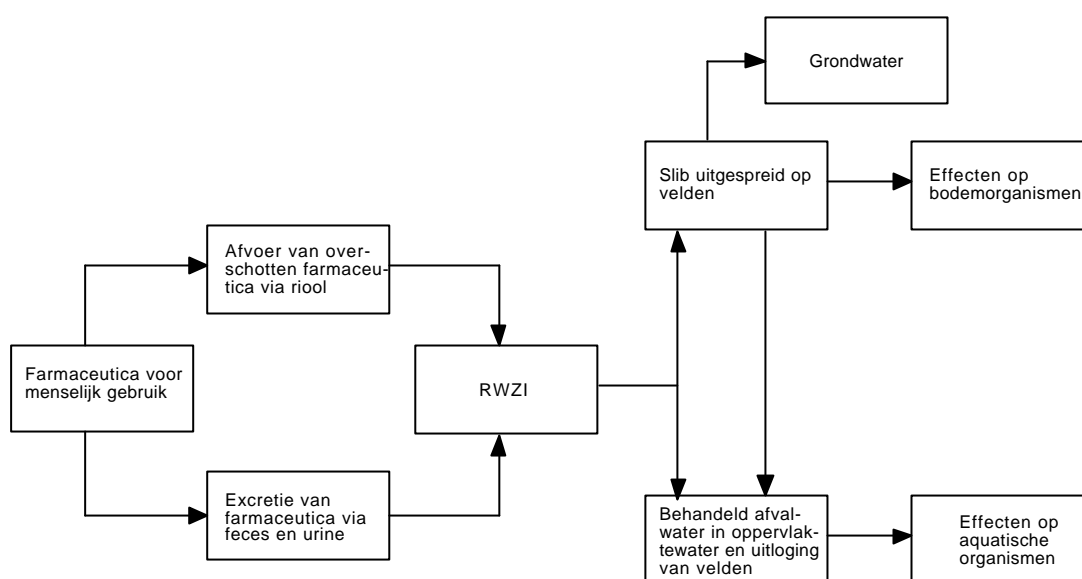 Grondwater
Slib uitgespreid op
velden
Effecten op
bodemorganismen
Afvoer van over-
schotten farmaceu-
tica via riool
Farmaceutica voor
menselijk gebruik
RWZI
Excretie van
farmaceutica via
feces en urine
Behandeld afval-
water in oppervlak-
tewater en uitloging
van velden
Effecten op
aquatische
organismen